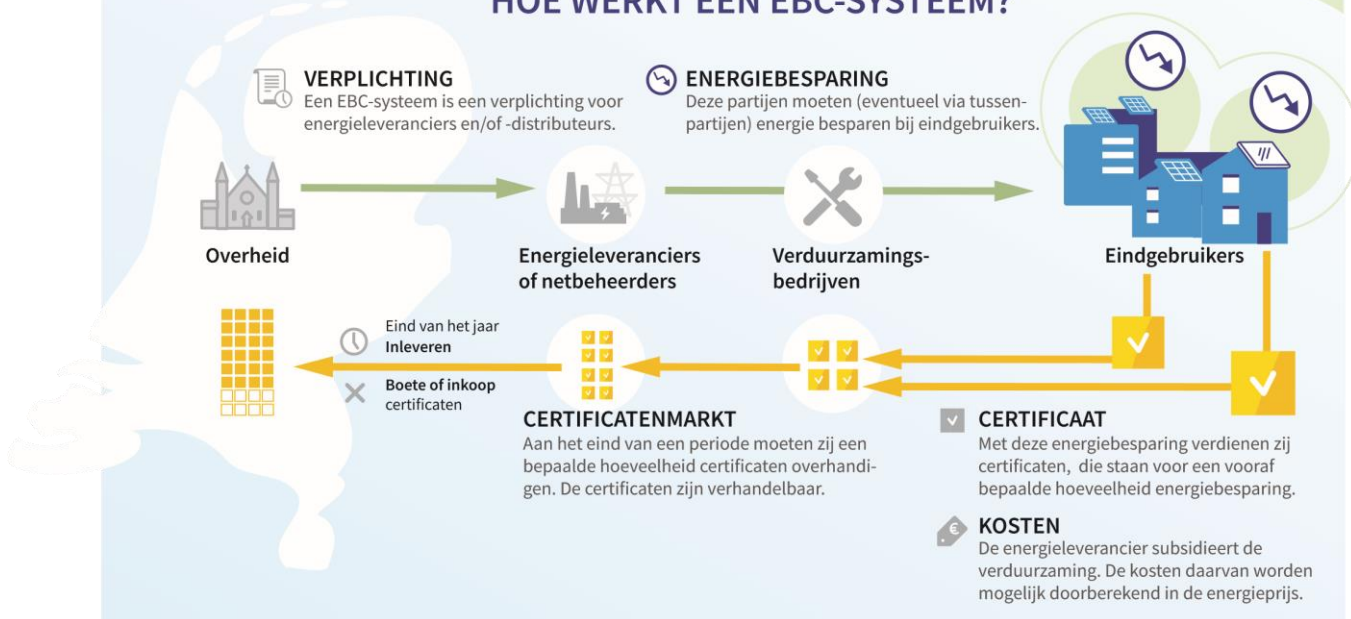 HOE WERKT EEN EBC-SYSTEEM?
VERPLICHTING
Een EBC-systeem is een verplichting voor
energieleveranciers en/of -distributeurs.
ENERGIEBESPARING
Deze partijen moeten (eventueel via tussen-
partijen) energie besparen bij eindgebruikers.
Overheid
Energieleveranciers
of netbeheerders
Verduurzamings-
bedrijven
Eindgebruikers
Eind van het jaar
Inleveren
Boete of inkoop
certificaten
CERTIFICATENMARKT
Aan het eind van een periode moeten zij een
bepaalde hoeveelheid certificaten overhandi-
gen. De certificaten zijn verhandelbaar.
CERTIFICAAT
Met deze energiebesparing verdienen zij
certificaten, die staan voor een vooraf
bepaalde hoeveelheid energiebesparing.
€
KOSTEN
De energieleverancier subsidieert de
verduurzaming. De kosten daarvan worden
mogelijk doorberekend in de energieprijs.